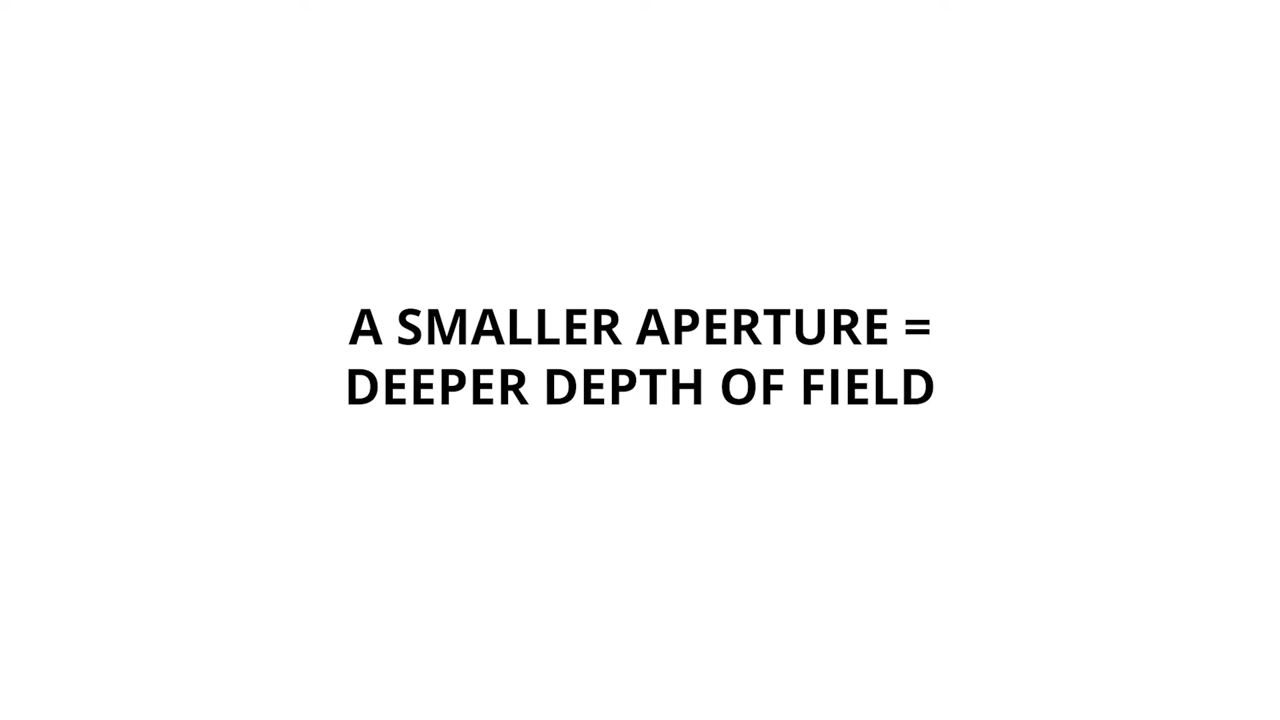 A SMALLER APERTURE =
DEEPER DEPTH OF FIELD